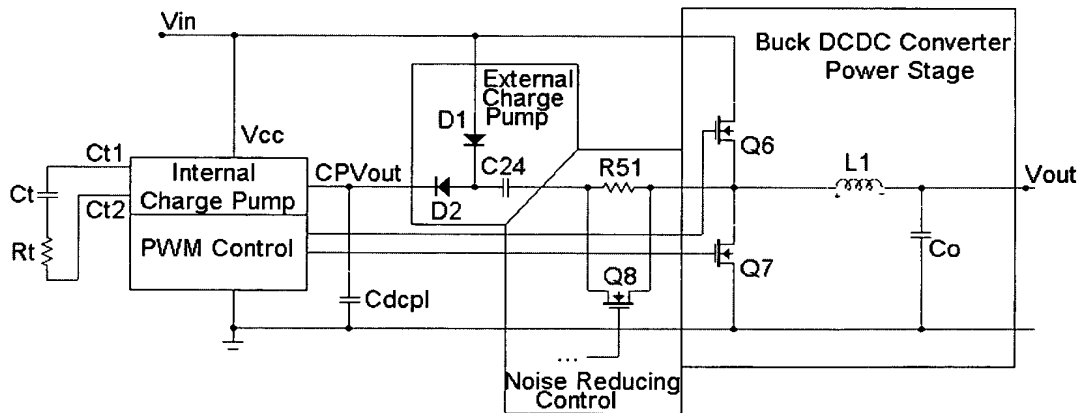 Vin
Buck DCDC Converter
Power Stage
External
Charge
Pump
D1
Vcc
Q6
Ct1
Internal
Charge Pump
CPVout
C24
R51
L1
Vout
Ct
Ct2
D2
Rt
PWM Control
Q8
Q7
Co
Cdcpl
...
Noise Reducing
Control